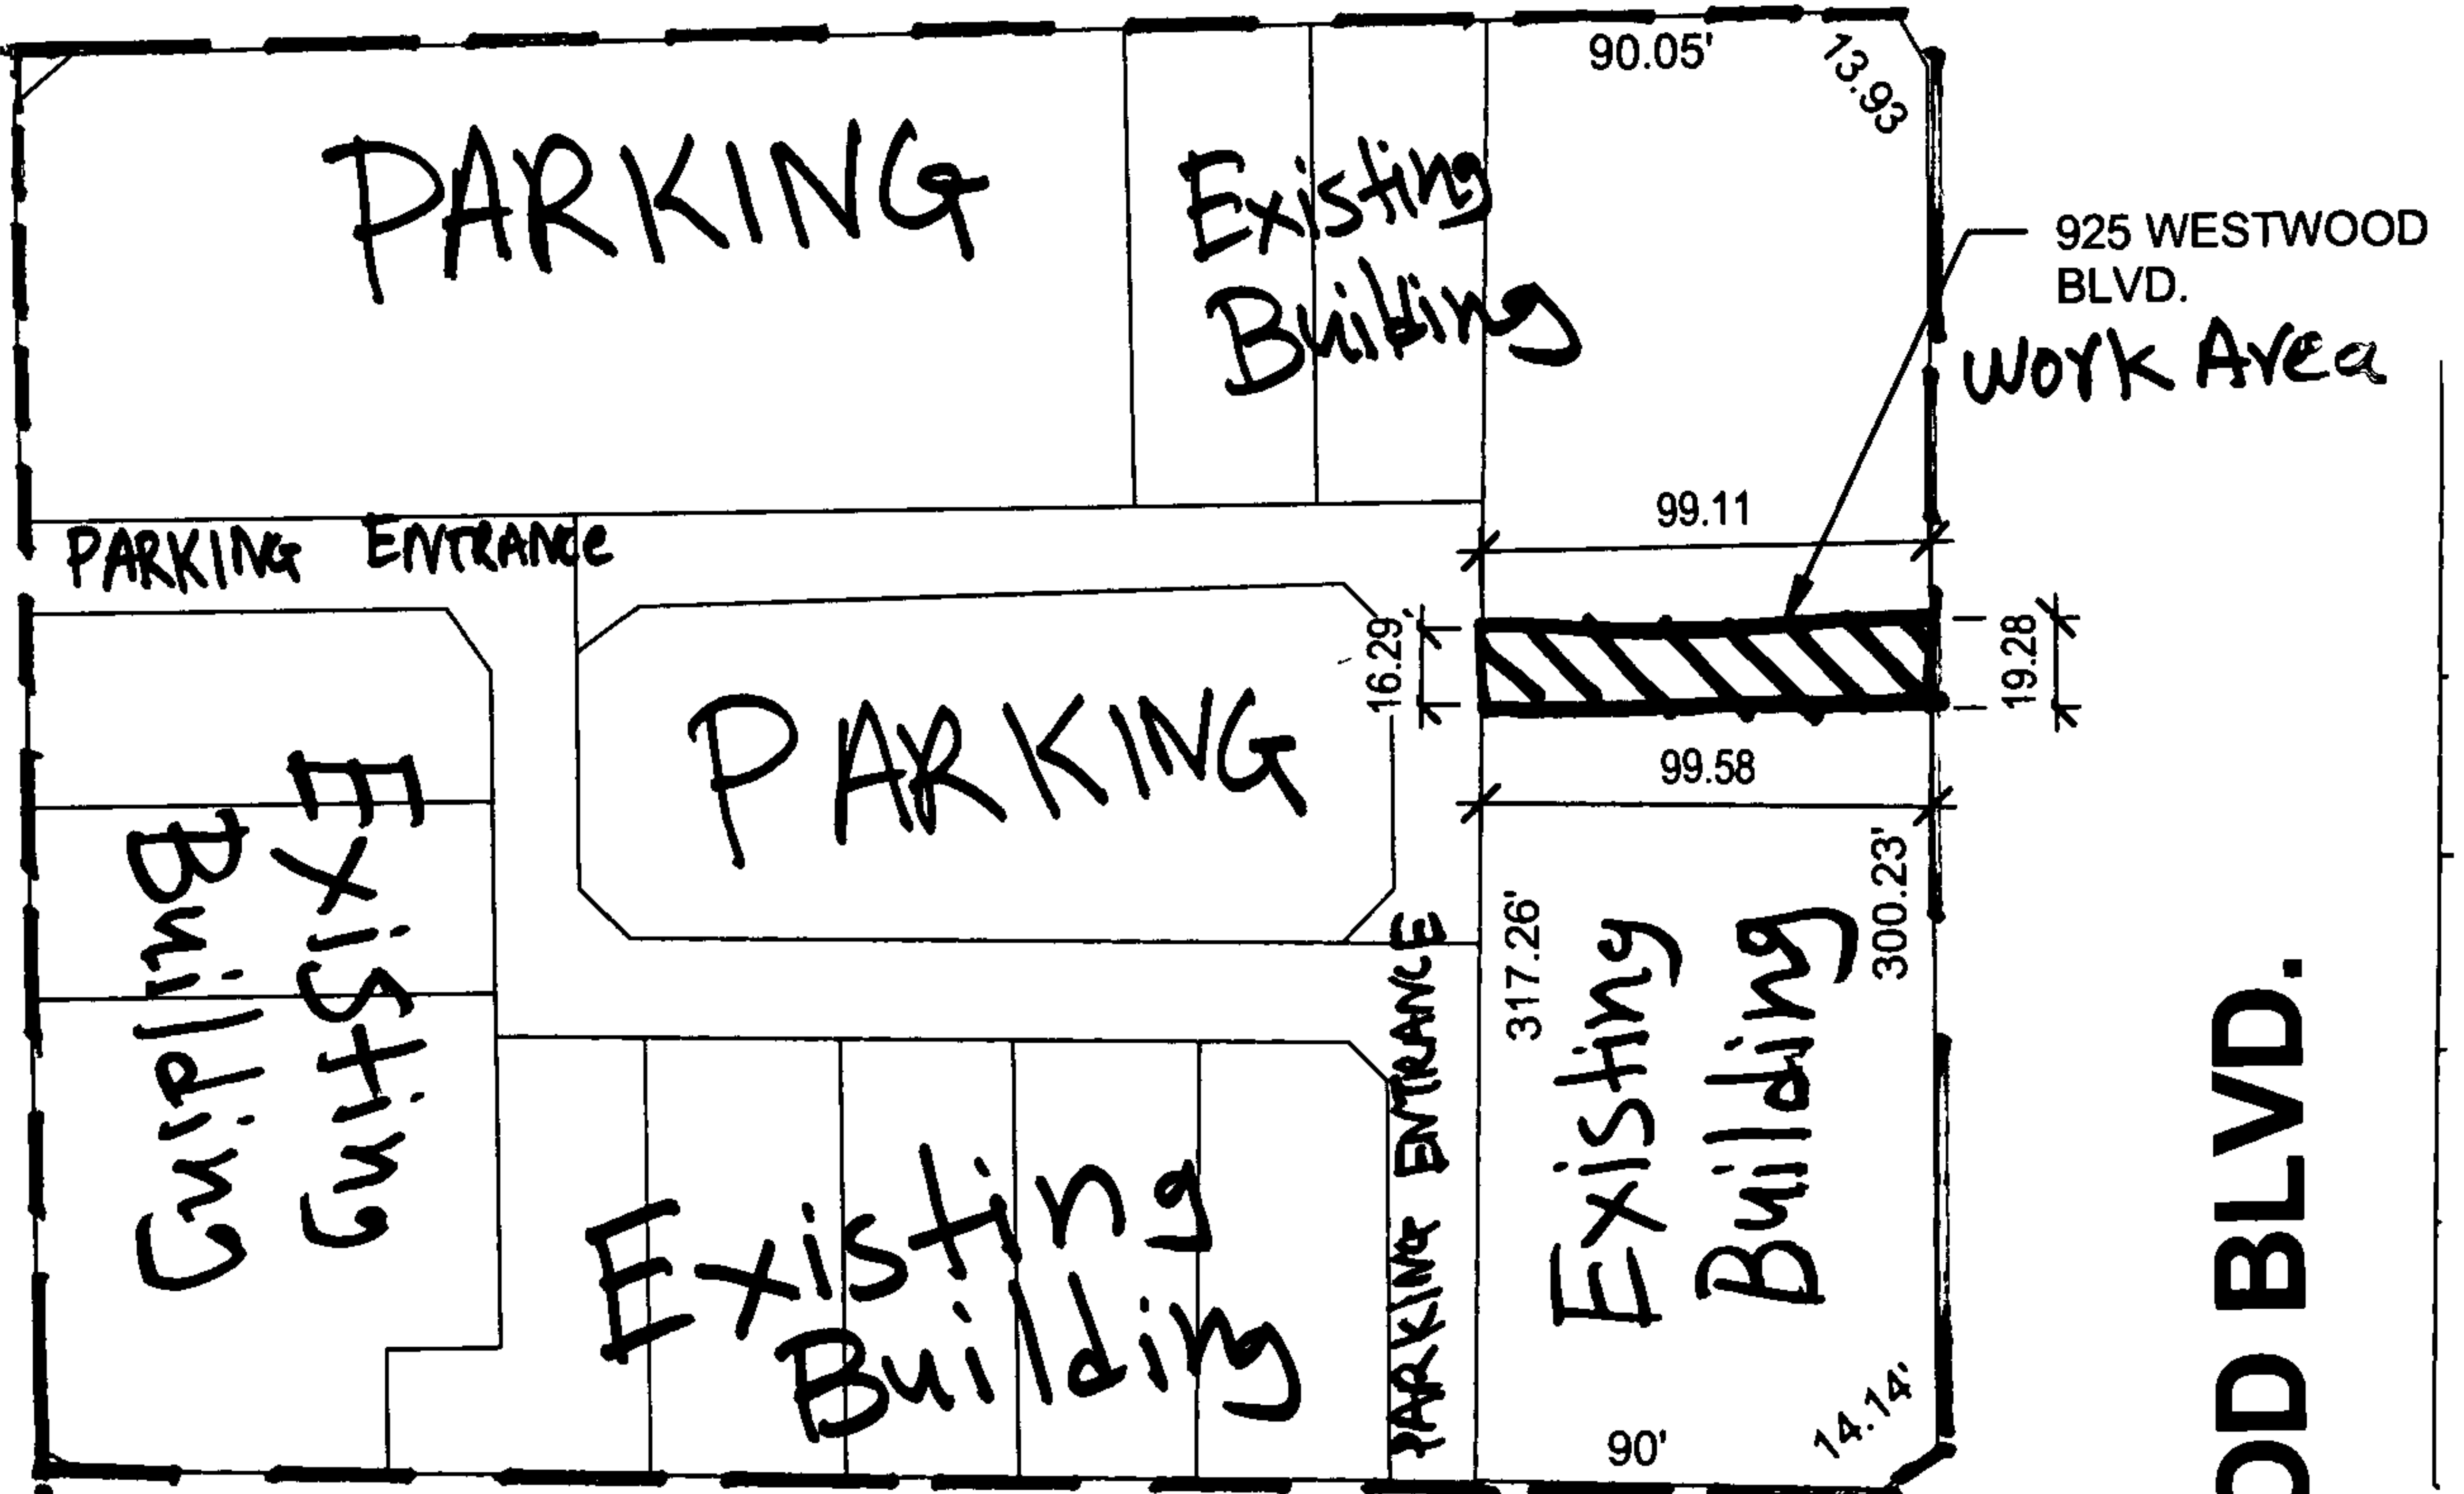 90.05'
13.93
PARKING
Existing
Building
925 WESTWOOD
BLVD.
Work Area
99.11
PARKING ENTRANCE
16.29'
19.28
PARKING
99.58
Existing
Building
317.26'
300.23'
Existing
Building
PARKING ENTRANCE
Existing
Building
90'
14.14'
BLVD.